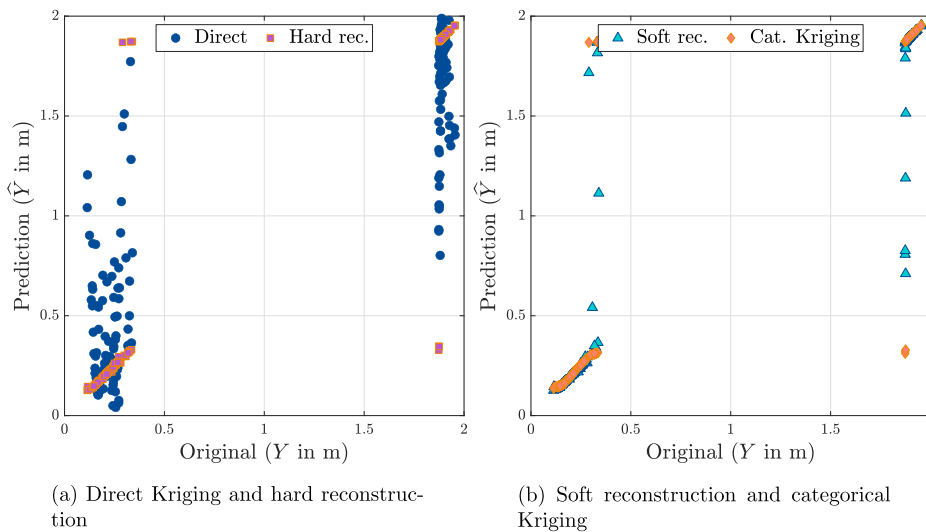 Direct
Hard rec.
Prediction (Ŷ in m)
2
1.5
1
0.5
0
0
0.5
1
1.5
2
Original (Y in m)
(a) Direct Kriging and hard reconstruc-
tion
Soft rec.
Cat. Kriging
Prediction (Ŷ in m)
2
1.5
1
0.5
0
0
0.5
1
1.5
Original (Y in m)
(b) Soft reconstruction and categorical
Kriging